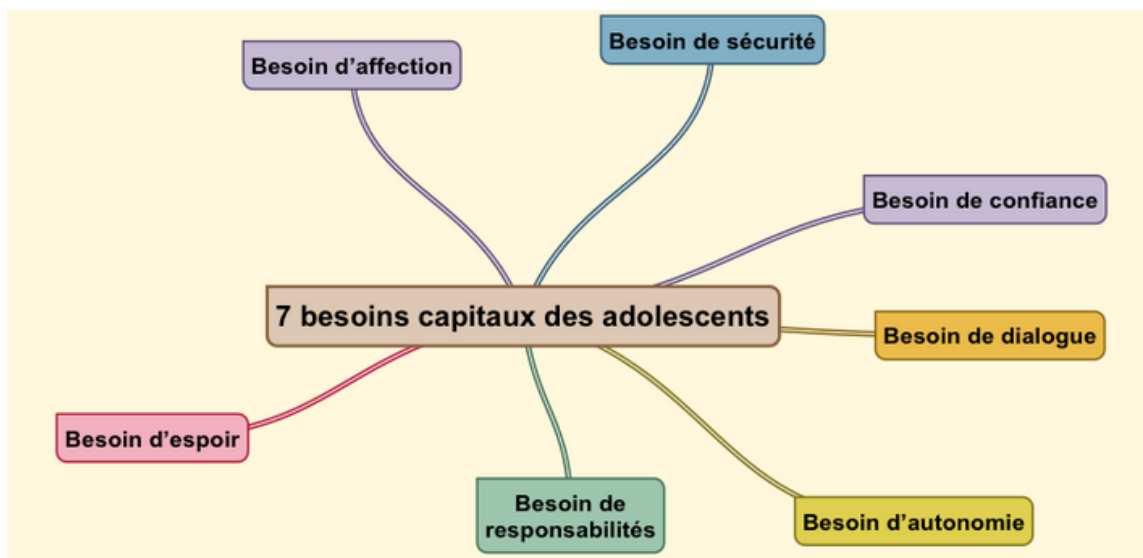 Besoin d’affection
Besoin de sécurité
Besoin de confiance
7 besoins capitaux des adolescents
Besoin de dialogue
Besoin d’espoir
Besoin de
responsabilités
Besoin d’autonomie